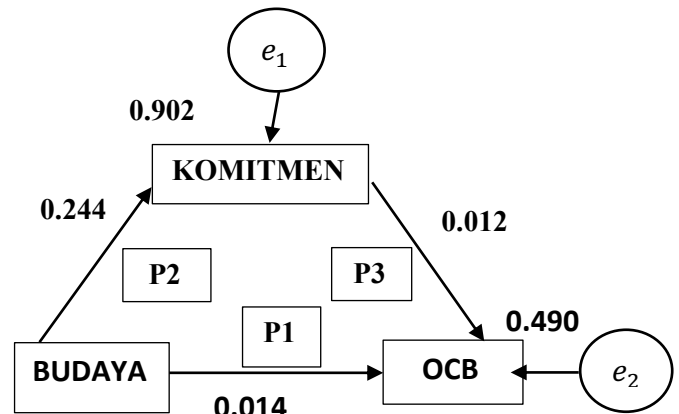 e₁
0.902
KOMITMEN
0.244
0.012
P2
P3
P1
0.490
BUDAYA
OCB
e₂
0.014